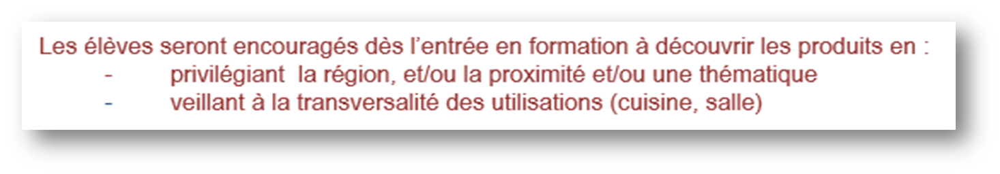 Les élèves seront encouragés dès l’entrée en formation à découvrir les produits en :
- privilégiant  la région, et/ou la proximité et/ou une thématique
- veillant à la transversalité des utilisations (cuisine, salle)